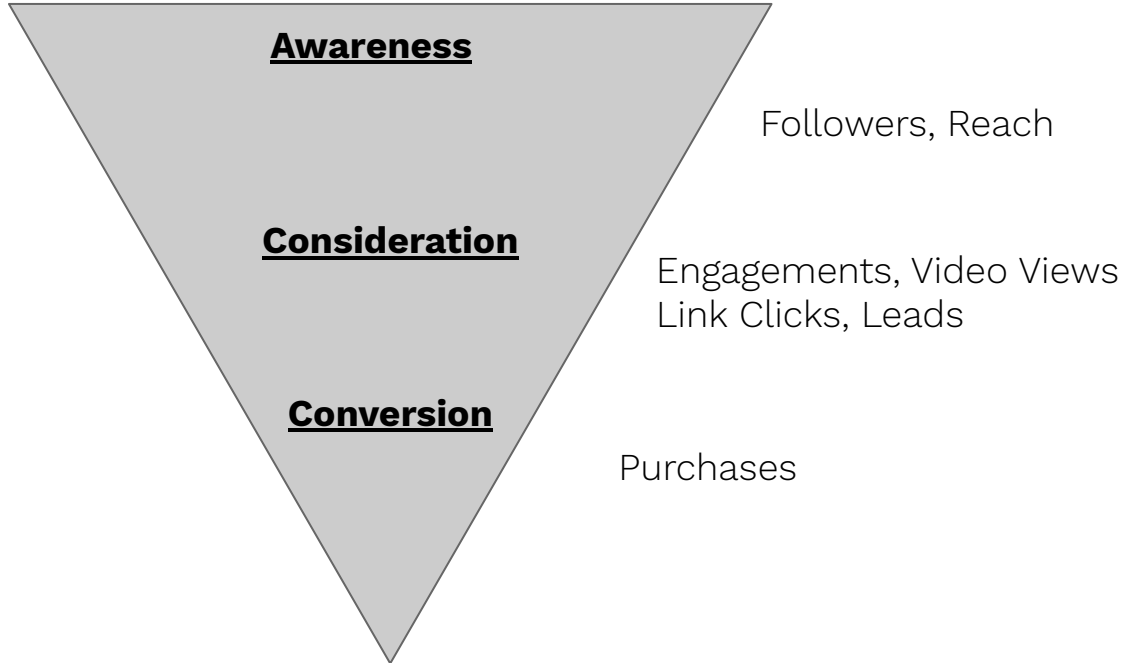 Awareness
Followers, Reach
Consideration
Engagements, Video Views
Link Clicks, Leads
Conversion
Purchases